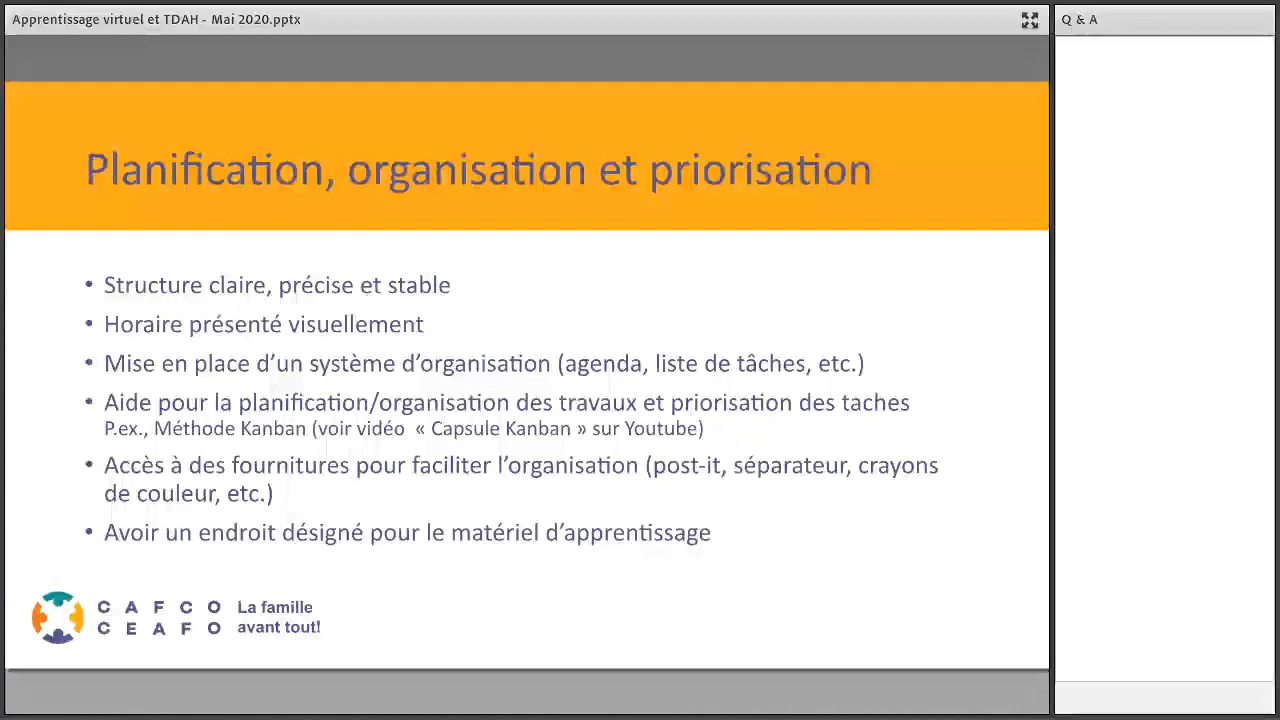 Apprentissage virtuel et TDAH - Mai 2020.pptx
Q & A
Planification, organisation et priorisation
• Structure claire, précise et stable
• Horaire présenté visuellement
• Mise en place d’un système d’organisation (agenda, liste de tâches, etc.)
• Aide pour la planification/organisation des travaux et priorisation des taches
P.ex., Méthode Kanban (voir vidéo « Capsule Kanban » sur Youtube)
• Accès à des fournitures pour faciliter l’organisation (post-it, séparateur, crayons
de couleur, etc.)
• Avoir un endroit désigné pour le matériel d’apprentissage
C A F C O La famille
C E A F O avant tout!